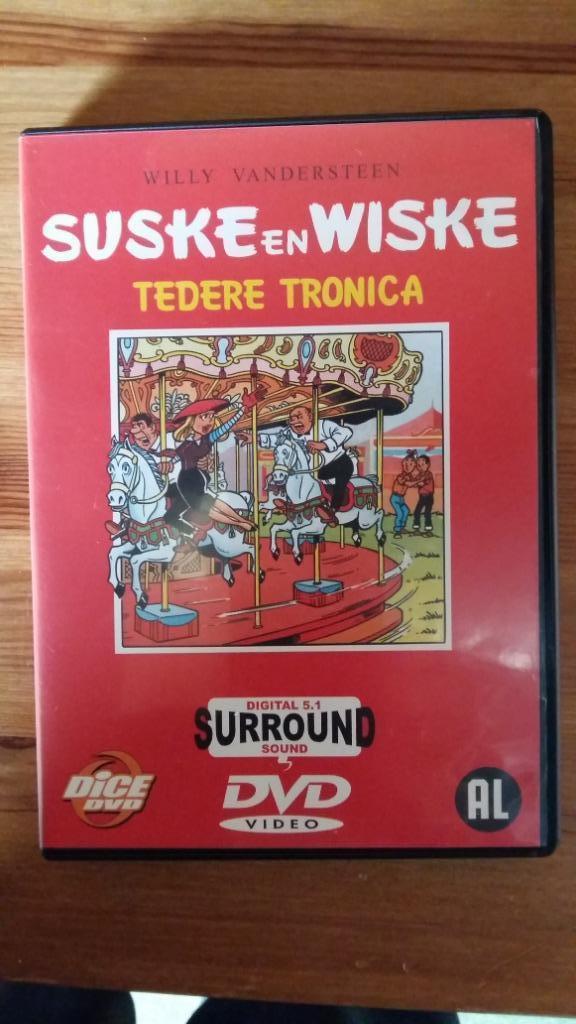 WILLY VANDERSTEEN
SUSKE EN WISKE
TEDERE TRONICA
DIGITAL 5.1
SURROUND
SOUND
DiCE
DVD
DVD
VIDEO
AL